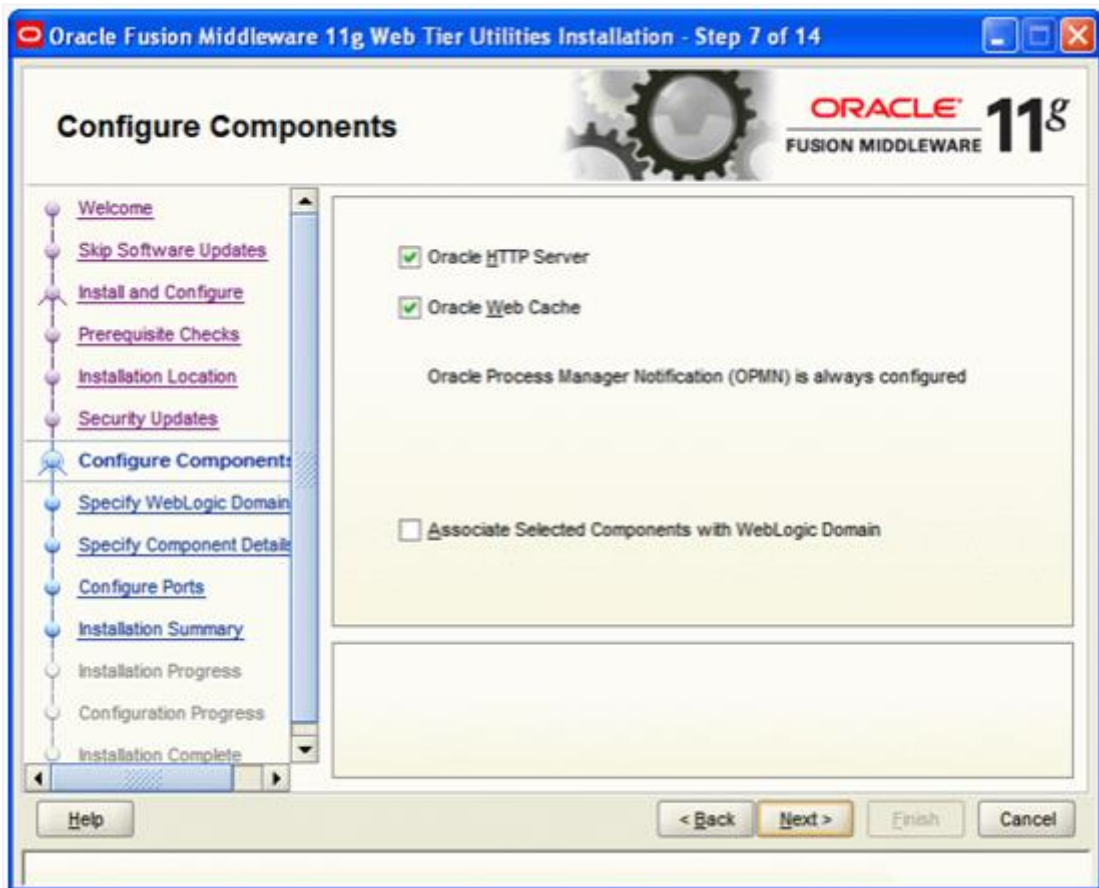 Oracle Fusion Middleware 11g Web Tier Utilities Installation - Step 7 of 14
Configure Components
ORACLE
FUSION MIDDLEWARE
11g
Welcome
Skip Software Updates
Install and Configure
Prerequisite Checks
Installation Location
Security Updates
Configure Components
Specify WebLogic Domain
Specify Component Details
Configure Ports
Installation Summary
Installation Progress
Configuration Progress
Installation Complete
Oracle HTTP Server
Oracle Web Cache
Oracle Process Manager Notification (OPMN) is always configured
Associate Selected Components with WebLogic Domain
Help
< Back
Next >
Finish
Cancel